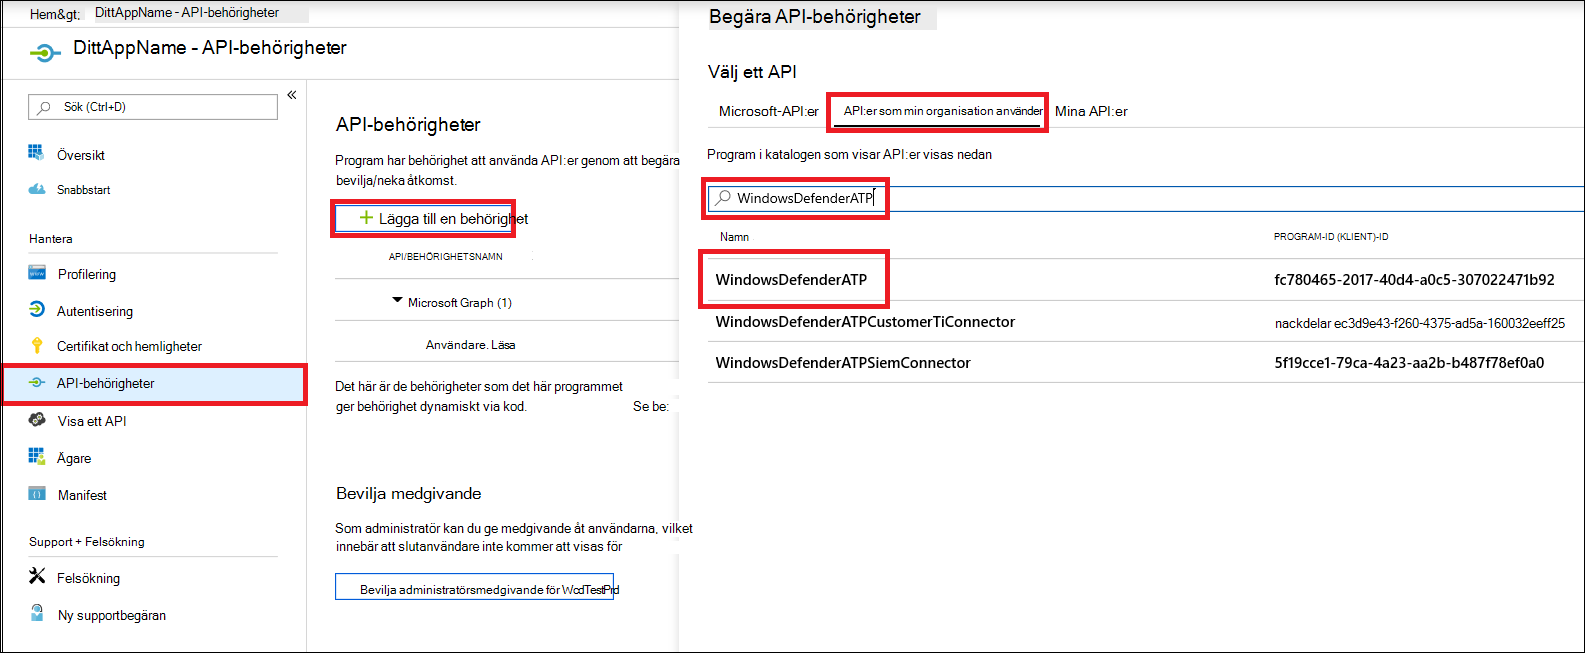 Hem&gt;
DittAppName - API-behörigheter
DittAppName - API-behörigheter
Sök (Ctrl+D)
«
Översikt
Snabbstart
Hantera
Profilering
Autentisering
Certifikat och hemligheter
API-behörigheter
Visa ett API
Ägare
Manifest
Support + Felsökning
Felsökning
Ny supportbegäran
API-behörigheter
Program har behörighet att använda API:er genom att begära
bevilja/neka åtkomst.
+ Lägga till en behörighet
API/BEHÖRIGHETSNAMN
Microsoft Graph (1)
Användare. Läsa
Det här är de behörigheter som det här programmet
ger behörighet dynamiskt via kod.
Se be:
Bevilja medgivande
Som administratör kan du ge medgivande åt användarna, vilket
innebär att slutanvändare inte kommer att visas för
Bevilja administratörsmedgivande för WcdTestPrd
Begära API-behörigheter
Välj ett API
Microsoft-API:er
API:er som min organisation använder
Mina API:er
Program i katalogen som visar API:er visas nedan
WindowsDefenderATP
Namn
PROGRAM-ID (KLIENT)-ID
WindowsDefenderATP
fc780465-2017-40d4-a0c5-307022471b92
WindowsDefenderATPCustomerTiConnector
nackdelar ec3d9e43-f260-4375-ad5a-160032eeff25
WindowsDefenderATPSiemConnector
5f19cce1-79ca-4a23-aa2b-b487f78ef0a0